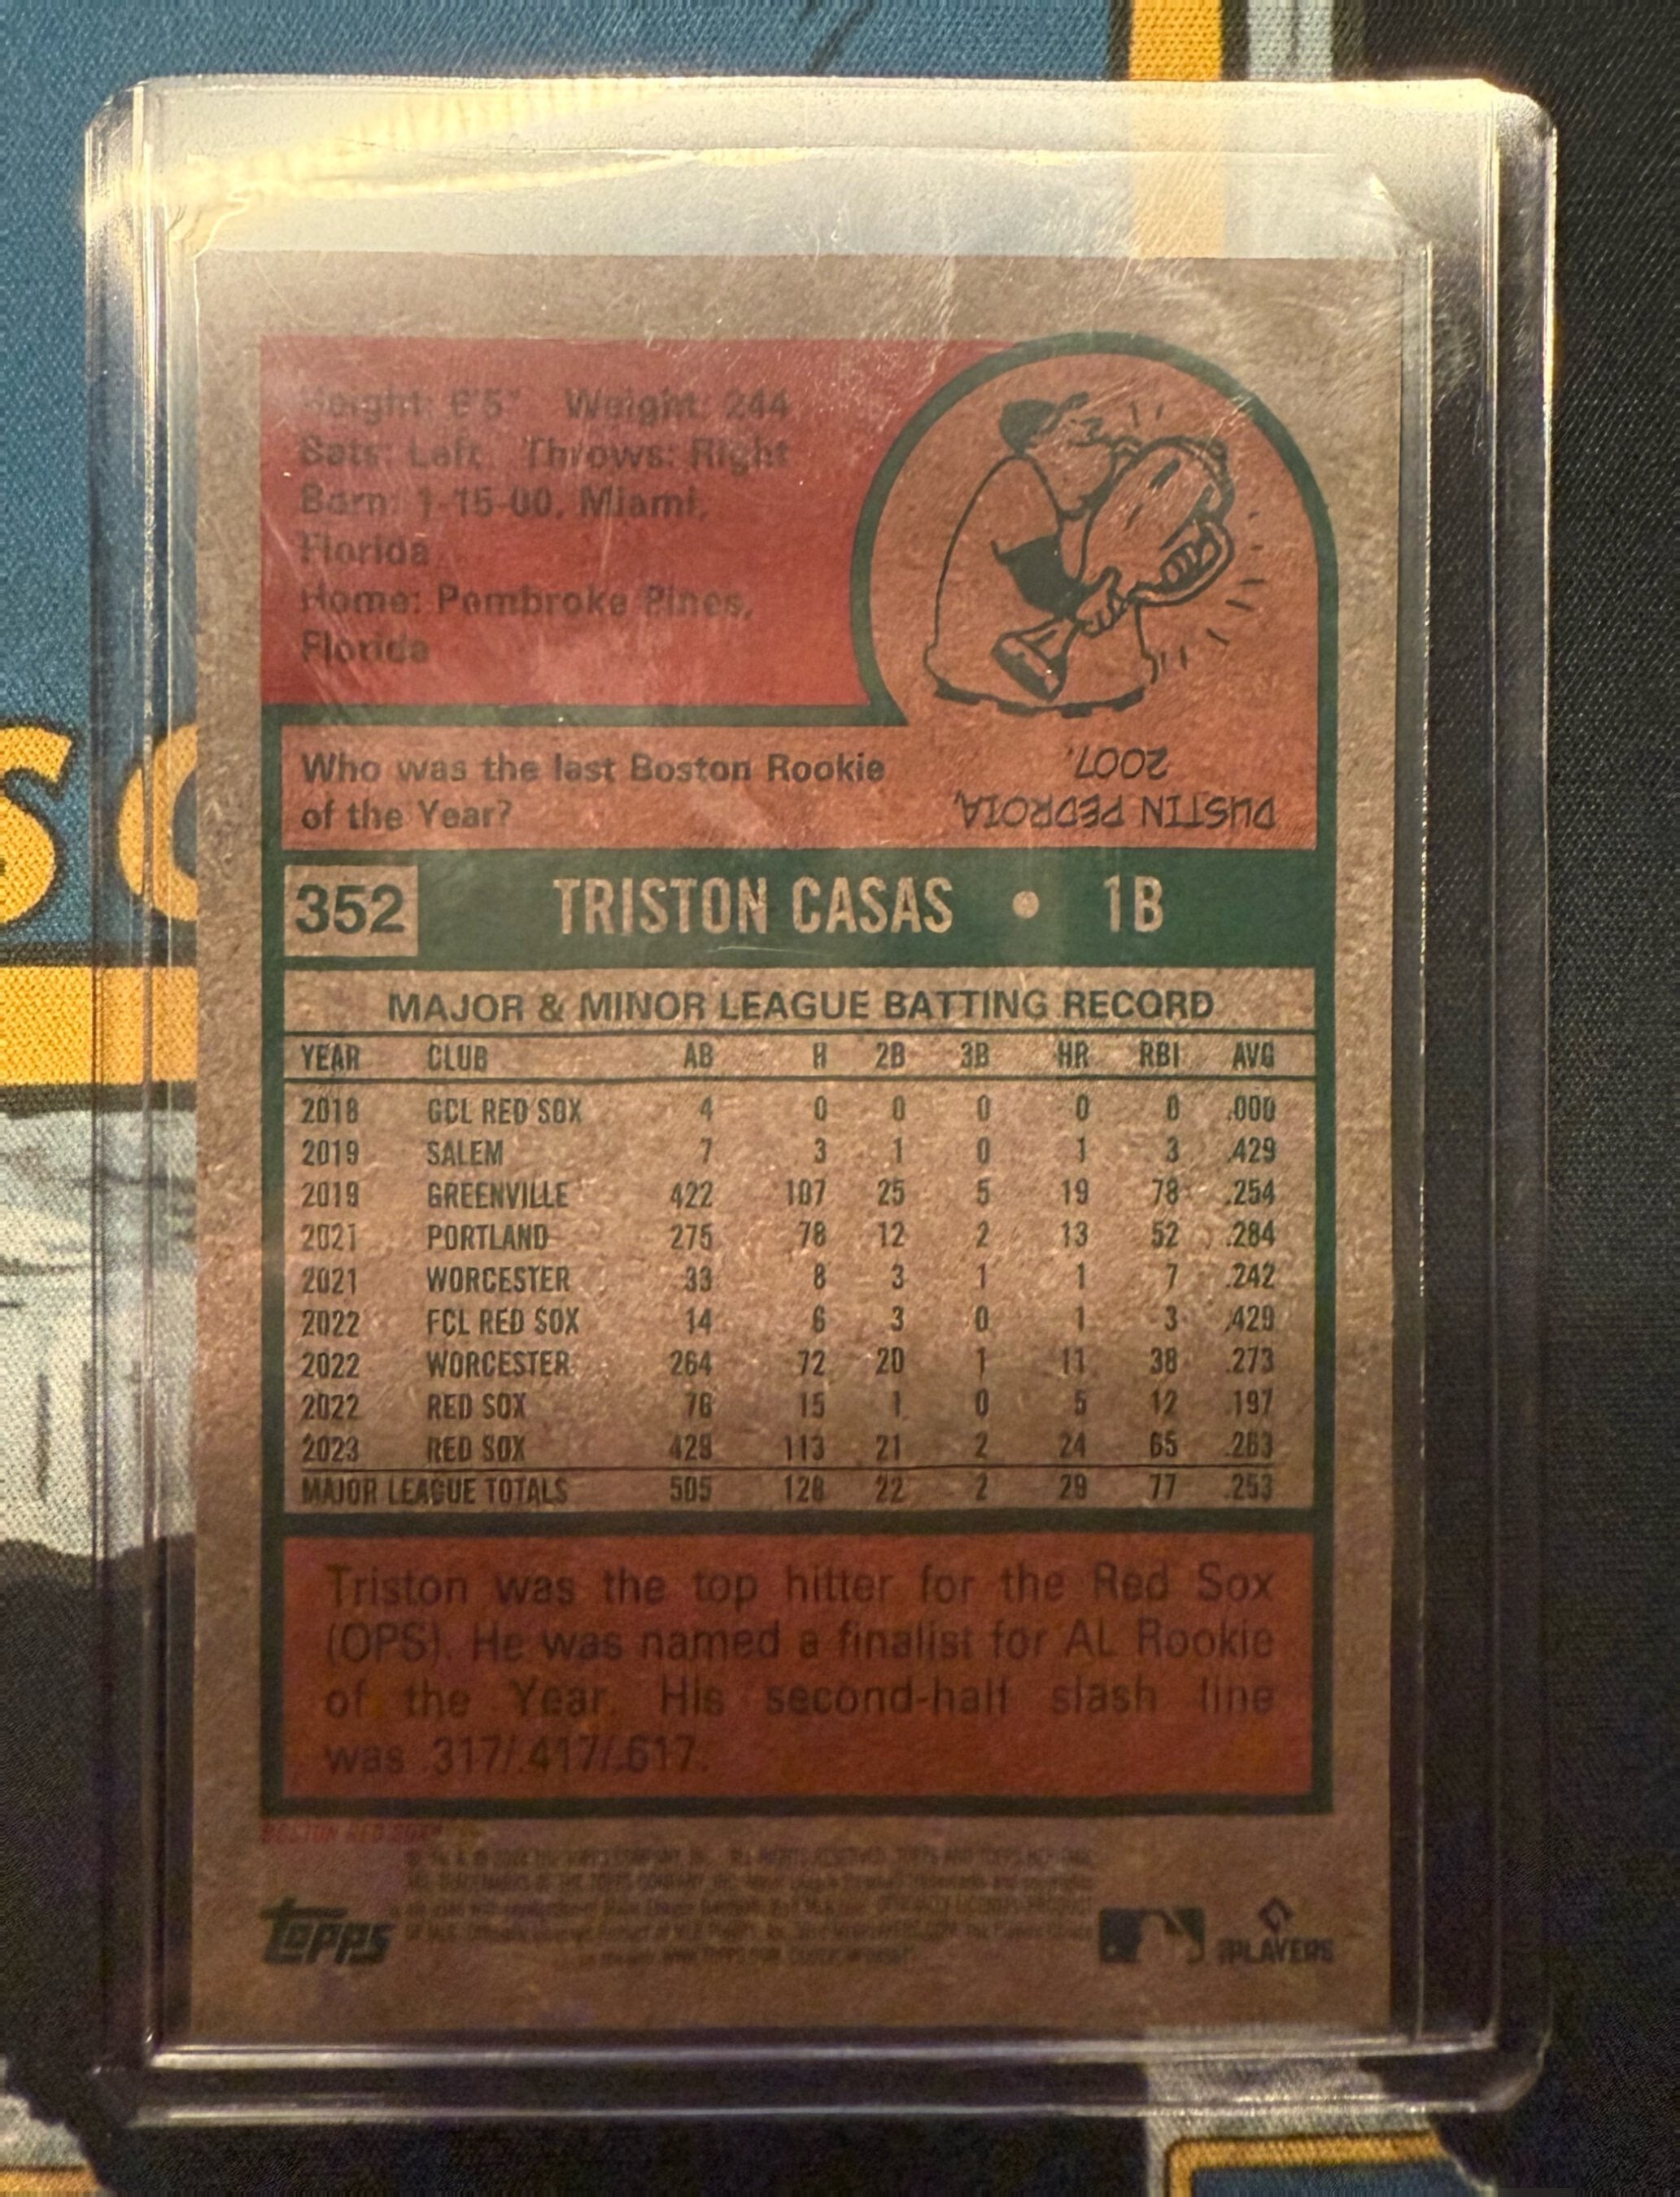 Height: 6'5" Weight: 244
Bats: Left Throws: Right
Born: 1-15-00, Miami,
Florida
Home: Pembroke Pines,
Florida
Who was the last Boston Rookie
of the Year?
DUSTIN PEDROIA,
2007.
352 TRISTON CASAS • 1B
MAJOR & MINOR LEAGUE BATTING RECORD
YEAR CLUB AB H 2B 3B HR RBI AVG
2018 GCL RED SOX 4 0 0 0 0 0 .000
2019 SALEM 7 3 1 0 1 3 .429
2019 GREENVILLE 422 107 25 5 19 78 .254
2021 PORTLAND 275 78 12 2 13 52 .284
2021 WORCESTER 33 8 3 1 1 7 .242
2022 FCL RED SOX 14 6 3 0 1 3 .429
2022 WORCESTER 264 72 20 1 11 38 .273
2022 RED SOX 76 15 1 0 5 12 .197
2023 RED SOX 429 113 21 2 24 65 .263
MAJOR LEAGUE TOTALS 505 128 22 2 29 77 .253
Triston was the top hitter for the Red Sox
(OPS). He was named a finalist for AL Rookie
of the Year. His second-half slash line
was .317/.417/.617.
BOSTON RED SOX
topps
PLAYERS